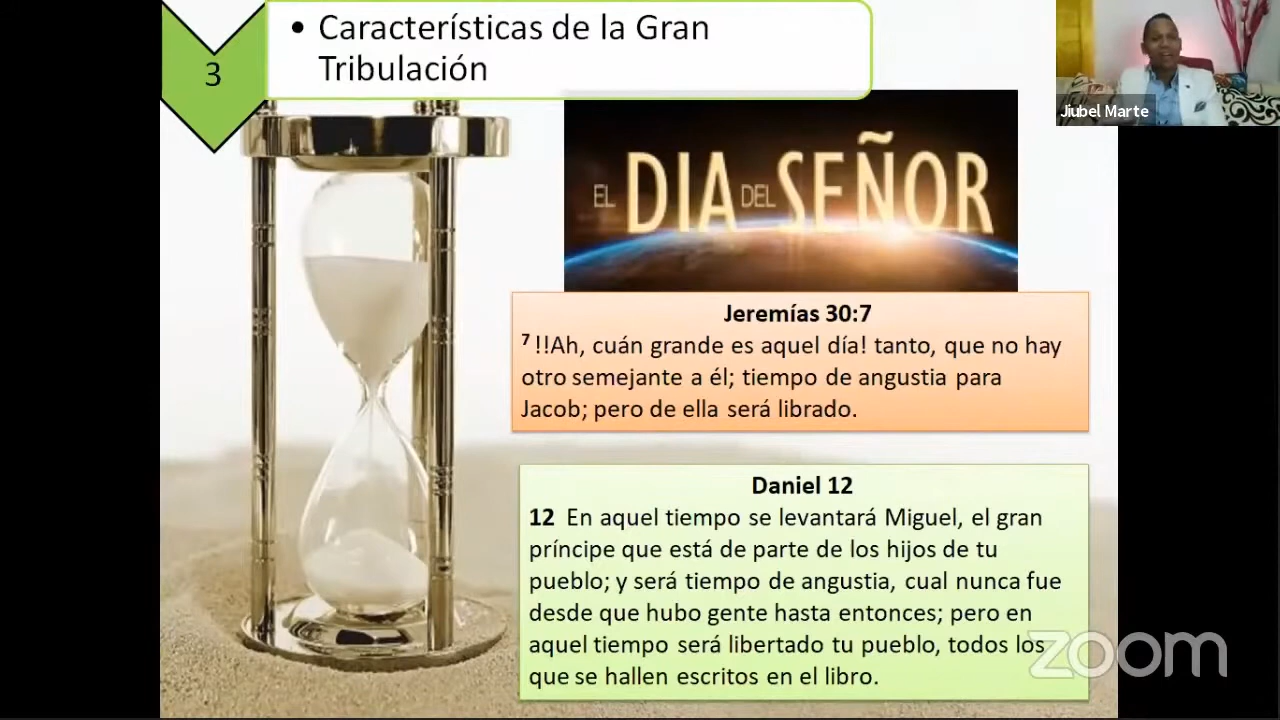 3
• Características de la Gran
Tribulación
Jiubel Marte
EL DIA DEL SEÑOR
Jeremías 30:7
7 !!Ah, cuán grande es aquel día! tanto, que no hay
otro semejante a él; tiempo de angustia para
Jacob; pero de ella será librado.
Daniel 12
12 En aquel tiempo se levantará Miguel, el gran
príncipe que está de parte de los hijos de tu
pueblo; y será tiempo de angustia, cual nunca fue
desde que hubo gente hasta entonces; pero en
aquel tiempo será libertado tu pueblo, todos los
que se hallen escritos en el libro.
zoom